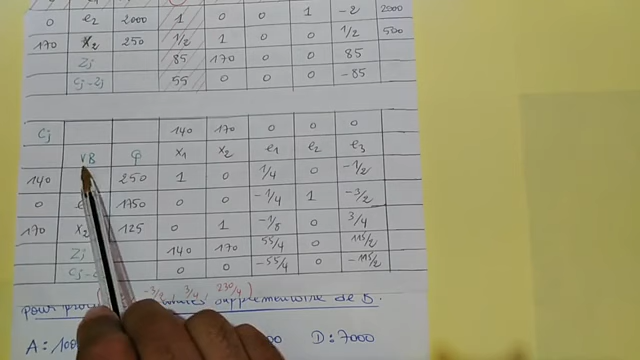 0 e2 2000 1 0 0 1 -2 2000
170 x2 250 1/2 1 0 0 1/2 500
Zj 85 170 0 0 85
Cj-Zj 55 0 0 0 -85
Cj 140 170 0 0 0
VB Q x1 x2 e1 e2 e3
140 250 1 0 1/4 0 -1/2
0 1750 0 0 -1/4 1 -3/2
170 x2 125 0 1 -1/8 0 3/4
Zj 140 170 55/4 0 115/2
0 0 -55/4 0 -115/2
-3/2, 3/4, 230/4)
supplémentaire de D.
D: 7000